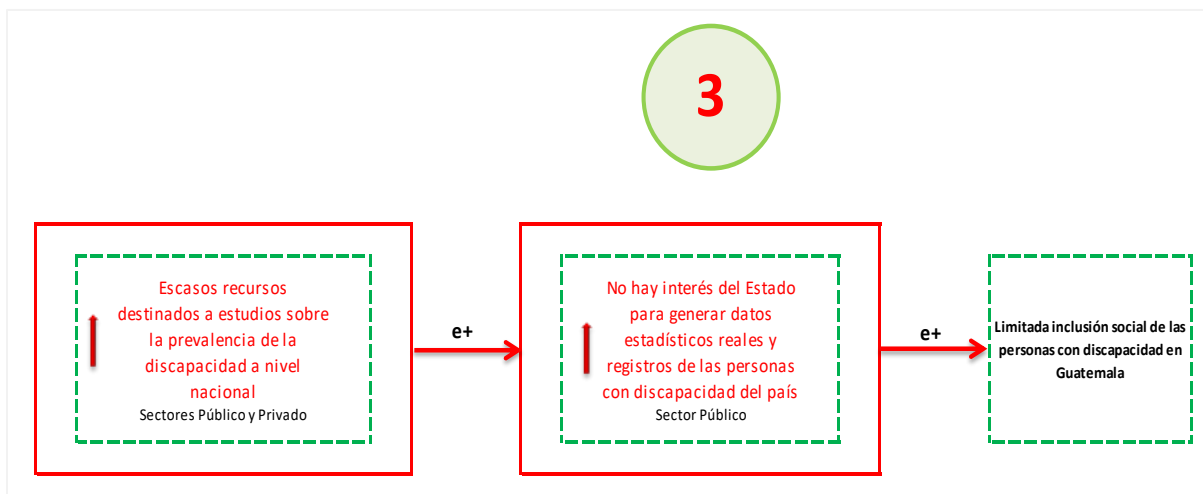 3
Escasos recursos
destinados a estudios sobre
la prevalencia de la
discapacidad a nivel
nacional
Sectores Público y Privado
e+
No hay interés del Estado
para generar datos
estadísticos reales y
registros de las personas
con discapacidad del país
Sector Público
e+
Limitada inclusión social de las
personas con discapacidad en
Guatemala